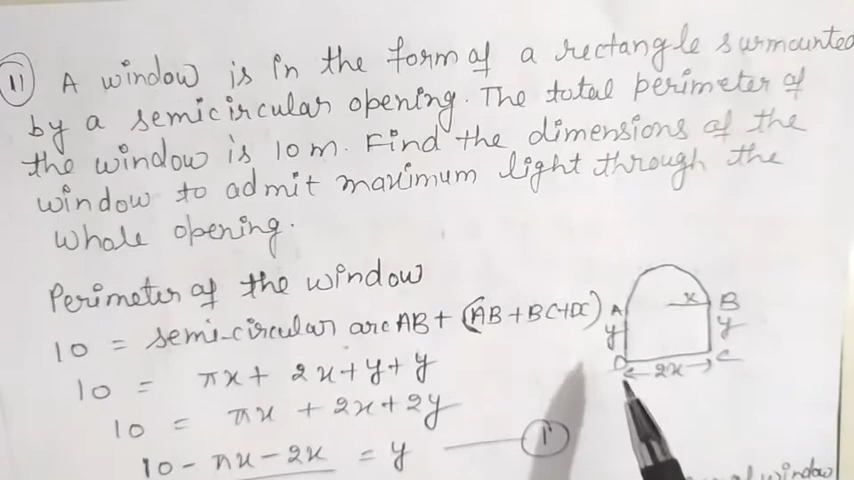 11 A window is in the form of a rectangle surmounted
by a semicircular opening. The total perimeter of
the window is 10 m. Find the dimensions of the
window to admit maximum light through the
whole opening.
Perimeter of the window
10 = semi-circular arc AB + (AB + BC + DC)
10 = πx + 2x + y + y
10 = πx + 2x + 2y
10 - πx - 2x = y 1
A x B
y y
D C
2x
window